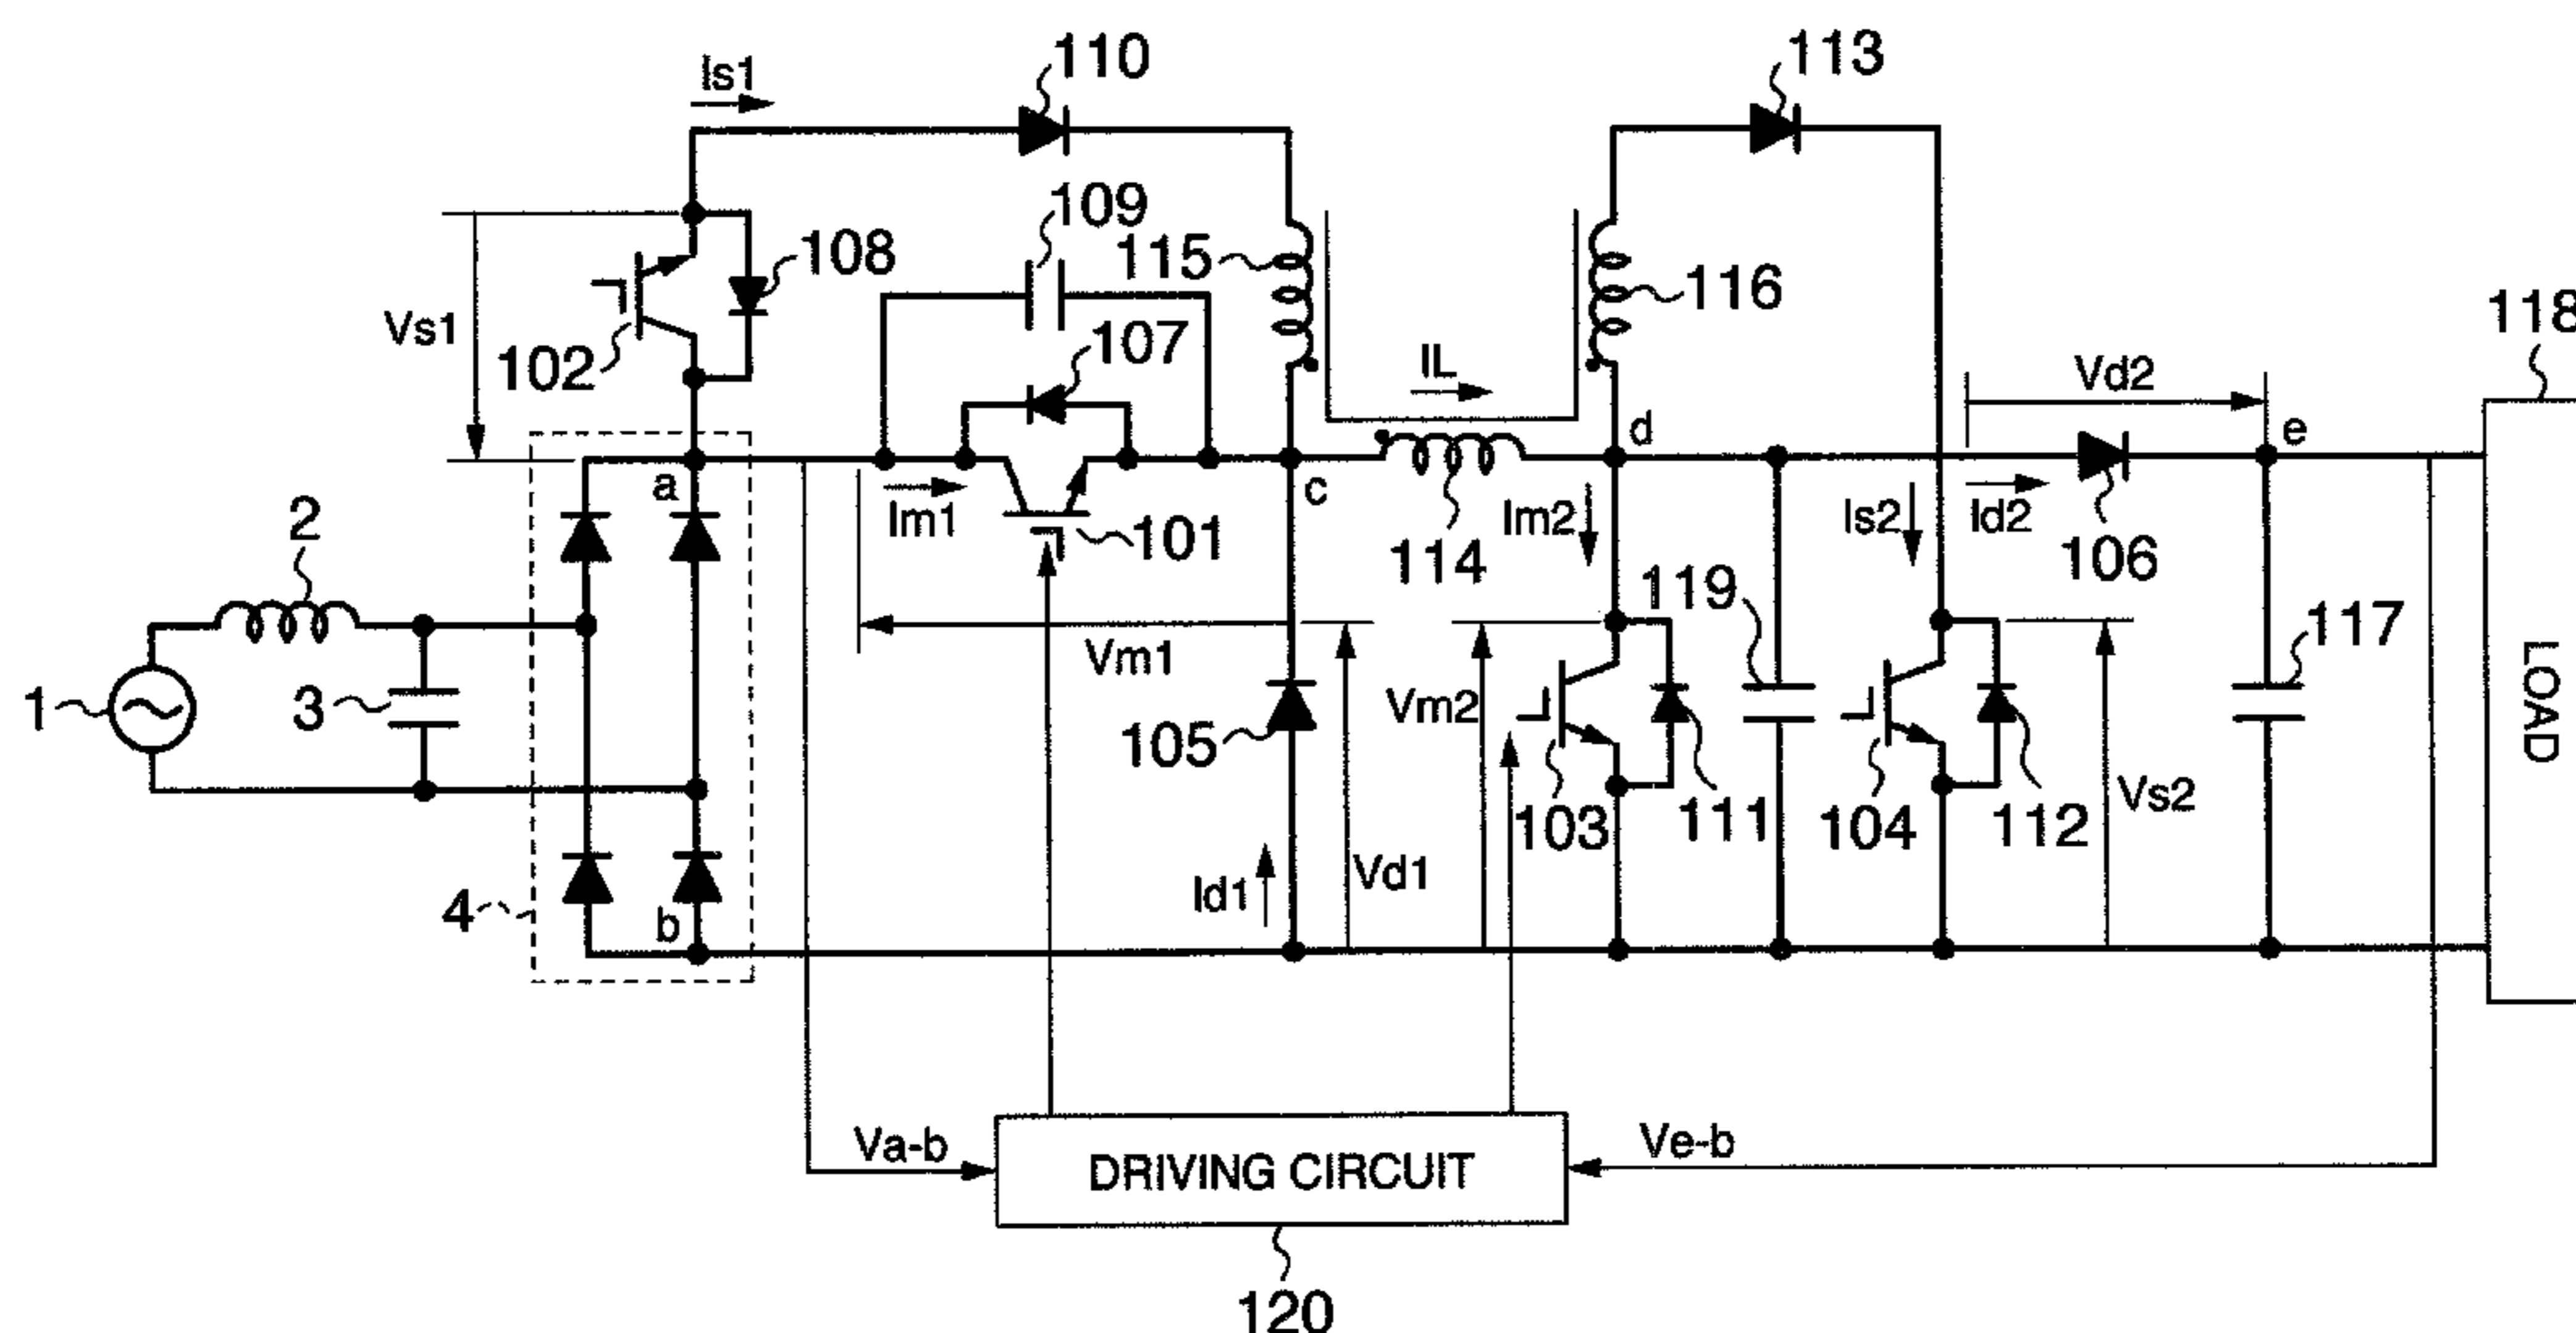 Is1
110
113
109
115
108
116
118
Vs1
102
107
IL
Vd2
d
e
a
c
Im1
101
114
Im2
Is2
Id2
106
2
119
117
Vm1
1
3
105
Vm2
103
111
104
112
Vs2
LOAD
4
b
Id1
Vd1
Va-b
DRIVING CIRCUIT
Ve-b
120